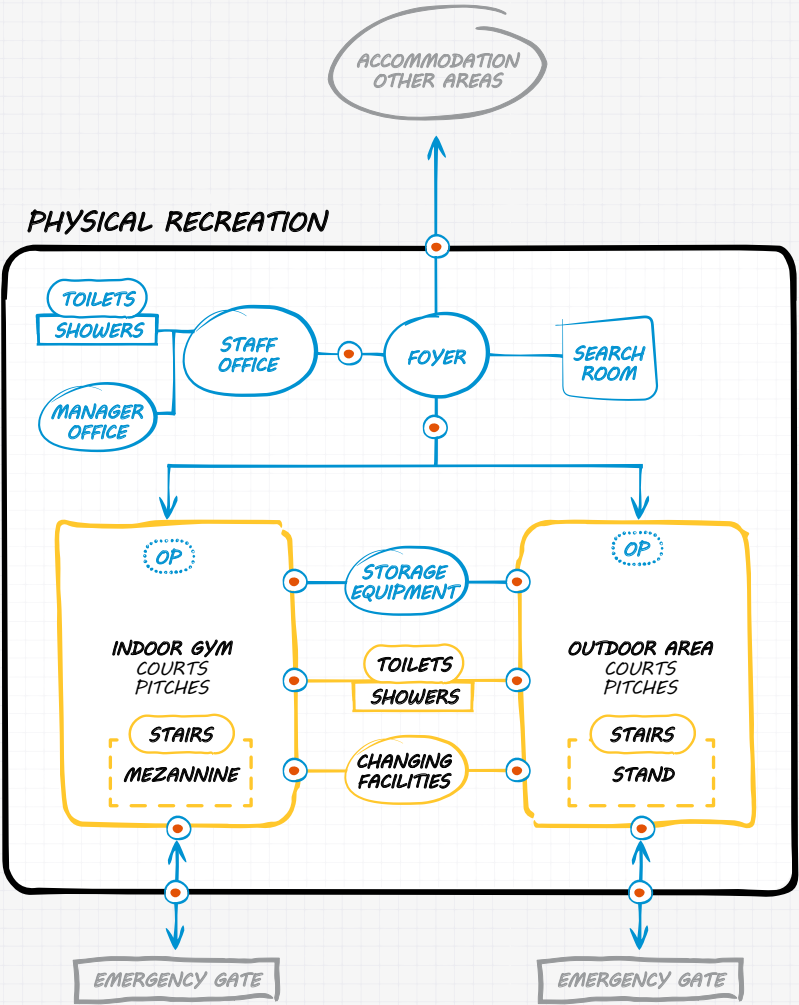 ACCOMMODATION
OTHER AREAS
PHYSICAL RECREATION
TOILETS
SHOWERS
STAFF
OFFICE
FOYER
SEARCH
ROOM
MANAGER
OFFICE
OP
OP
STORAGE
EQUIPMENT
INDOOR GYM
COURTS
PITCHES
TOILETS
SHOWERS
OUTDOOR AREA
COURTS
PITCHES
STAIRS
MEZANNINE
CHANGING
FACILITIES
STAIRS
STAND
EMERGENCY GATE
EMERGENCY GATE